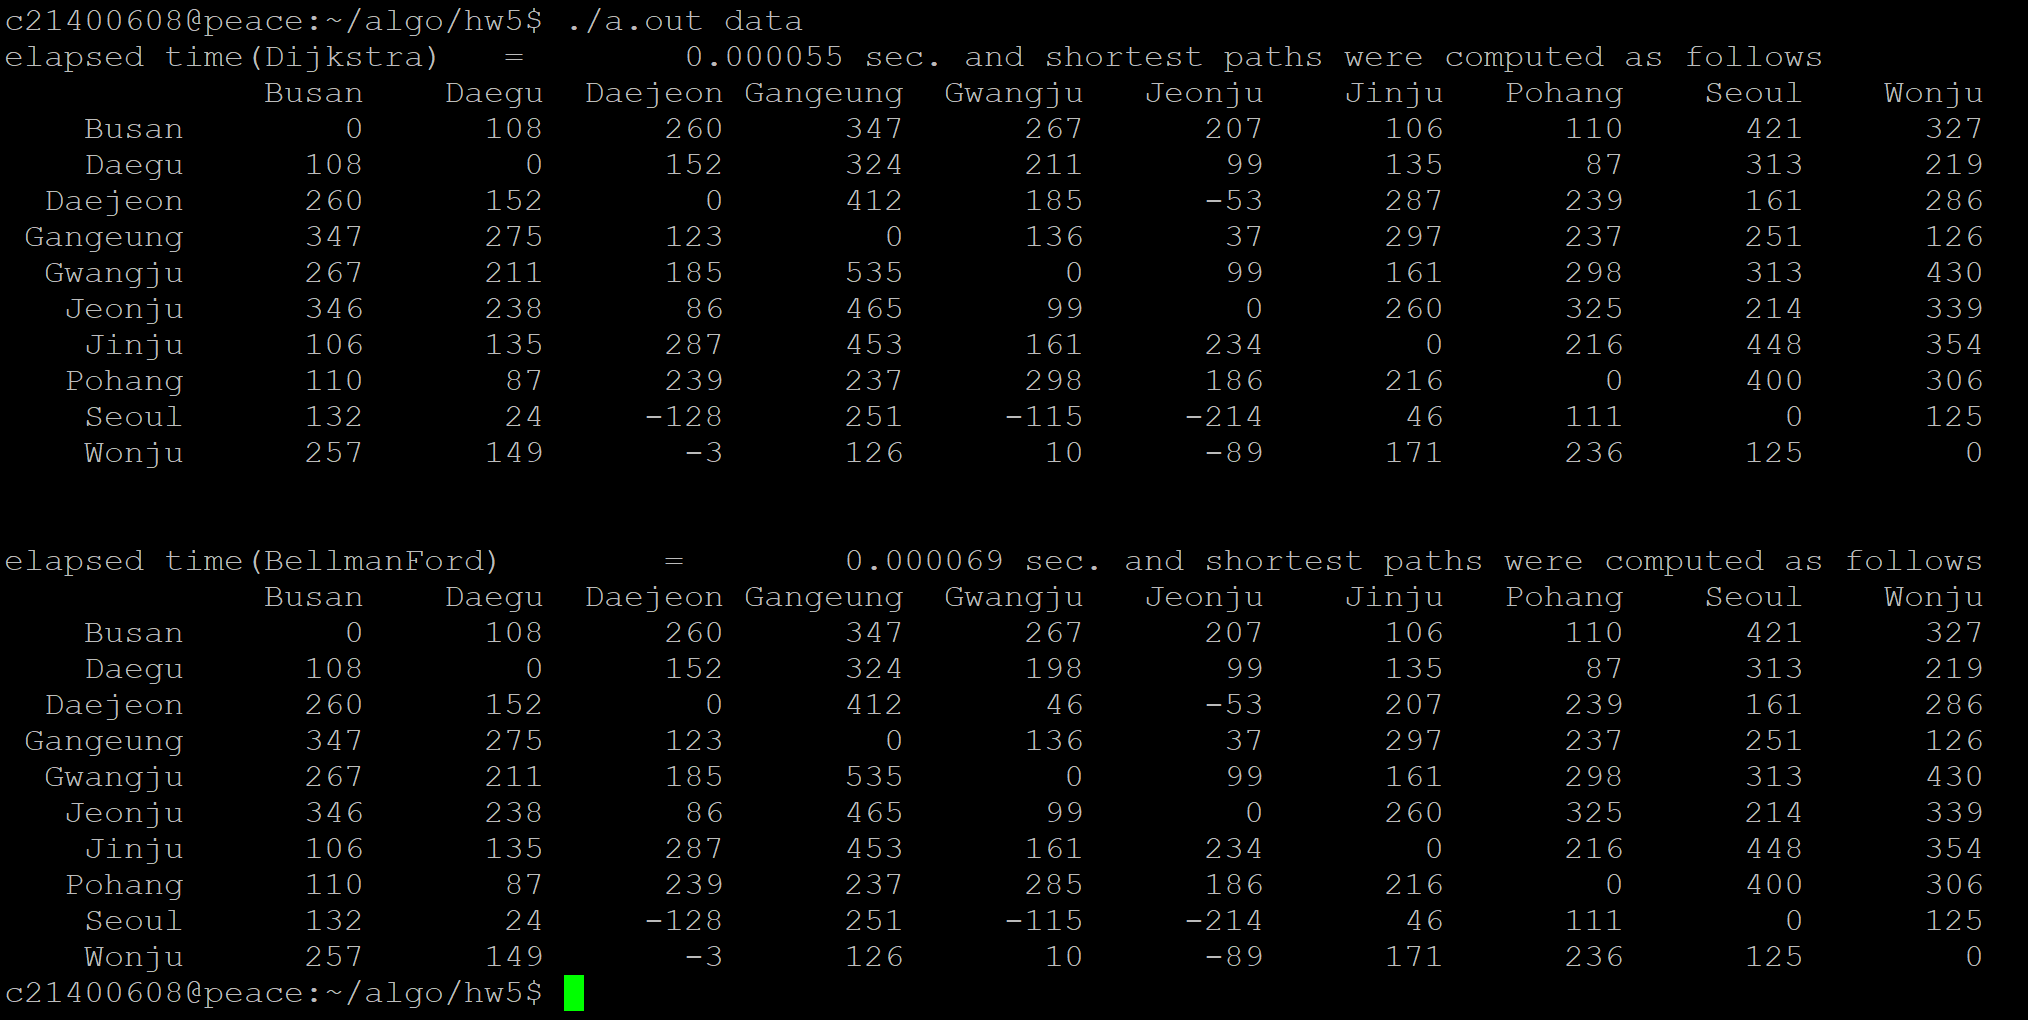 c21400608@peace:~/algo/hw5$ ./a.out data
elapsed time(Dijkstra)   =        0.000055 sec. and shortest paths were computed as follows
             Busan    Daegu  Daejeon Gangeung  Gwangju   Jeonju    Jinju   Pohang    Seoul    Wonju
    Busan        0      108      260      347      267      207      106      110      421      327
    Daegu      108        0      152      324      211       99      135       87      313      219
  Daejeon      260      152        0      412      185      -53      287      239      161      286
 Gangeung      347      275      123        0      136       37      297      237      251      126
  Gwangju      267      211      185      535        0       99      161      298      313      430
   Jeonju      346      238       86      465       99        0      260      325      214      339
    Jinju      106      135      287      453      161      234        0      216      448      354
   Pohang      110       87      239      237      298      186      216        0      400      306
    Seoul      132       24     -128      251     -115     -214       46      111        0      125
    Wonju      257      149       -3      126       10      -89      171      236      125        0
elapsed time(BellmanFord)        =        0.000069 sec. and shortest paths were computed as follows
             Busan    Daegu  Daejeon Gangeung  Gwangju   Jeonju    Jinju   Pohang    Seoul    Wonju
    Busan        0      108      260      347      267      207      106      110      421      327
    Daegu      108        0      152      324      198       99      135       87      313      219
  Daejeon      260      152        0      412       46      -53      207      239      161      286
 Gangeung      347      275      123        0      136       37      297      237      251      126
  Gwangju      267      211      185      535        0       99      161      298      313      430
   Jeonju      346      238       86      465       99        0      260      325      214      339
    Jinju      106      135      287      453      161      234        0      216      448      354
   Pohang      110       87      239      237      285      186      216        0      400      306
    Seoul      132       24     -128      251     -115     -214       46      111        0      125
    Wonju      257      149       -3      126       10      -89      171      236      125        0
c21400608@peace:~/algo/hw5$